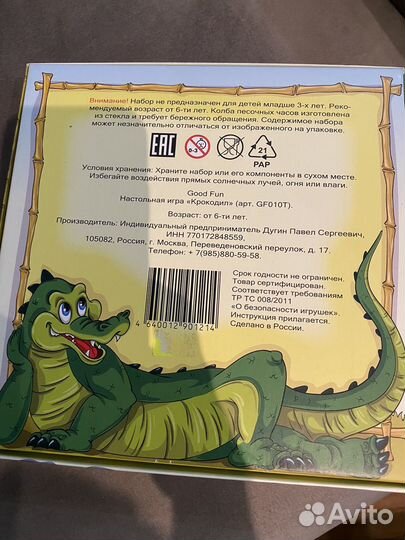 Внимание! Набор не предназначен для детей младше 3-х лет. Реко-
мендуемый возраст от 6-ти лет. Колба песочных часов изготовлена
из стекла и требует бережного обращения. Содержимое набора
может незначительно отличаться от изображенного на упаковке.
EAC
0-3
21
PAP
Условия хранения: Храните набор или его компоненты в сухом месте.
Избегайте воздействия прямых солнечных лучей, огня или влаги.
Good Fun
Настольная игра «Крокодил» (арт. GF010T).
Возраст: от 6-ти лет.
Производитель: Индивидуальный предприниматель Дугин Павел Сергеевич,
ИНН 770172848559,
105082, Россия, г. Москва, Переведеновский переулок, д. 17.
Телефон: + 7(985)880-59-58.
Срок годности не ограничен.
Товар сертифицирован.
Соответствует требованиям
ТР ТС 008/2011
«О безопасности игрушек».
Инструкция прилагается.
Сделано в России.
4 640012 901214
Avito